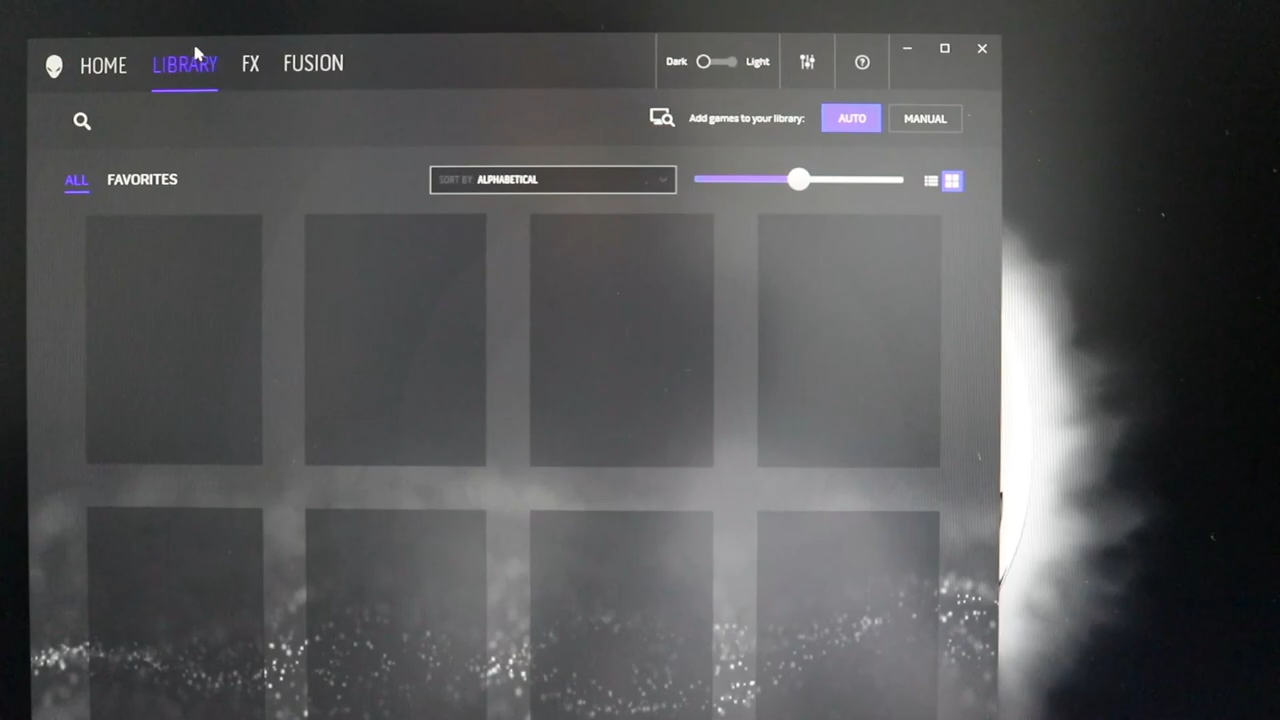 HOME LIBRARY FX FUSION Dark Light
Add games to your library: AUTO MANUAL
ALL FAVORITES SORT BY: ALPHABETICAL